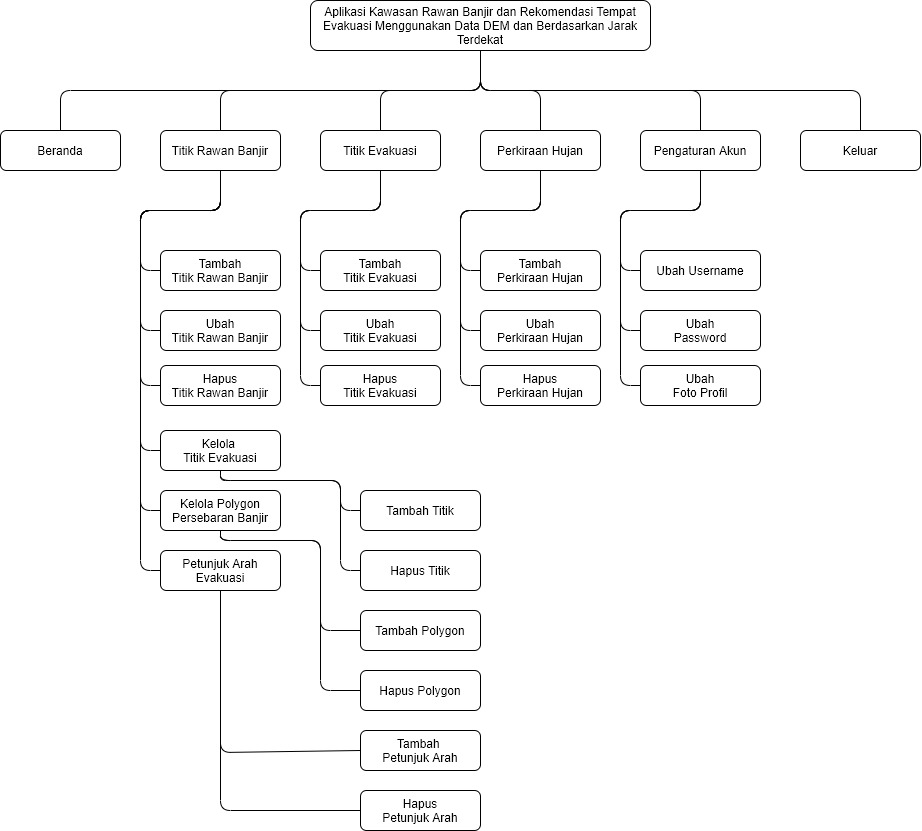 Aplikasi Kawasan Rawan Banjir dan Rekomendasi Tempat
Evakuasi Menggunakan Data DEM dan Berdasarkan Jarak
Terdekat
Beranda
Titik Rawan Banjir
Titik Evakuasi
Perkiraan Hujan
Pengaturan Akun
Keluar
Tambah
Titik Rawan Banjir
Tambah
Titik Evakuasi
Tambah
Perkiraan Hujan
Ubah Username
Ubah
Titik Rawan Banjir
Ubah
Titik Evakuasi
Ubah
Perkiraan Hujan
Ubah
Password
Hapus
Titik Rawan Banjir
Hapus
Titik Evakuasi
Hapus
Perkiraan Hujan
Ubah
Foto Profil
Kelola
Titik Evakuasi
Kelola Polygon
Persebaran Banjir
Tambah Titik
Petunjuk Arah
Evakuasi
Hapus Titik
Tambah Polygon
Hapus Polygon
Tambah
Petunjuk Arah
Hapus
Petunjuk Arah